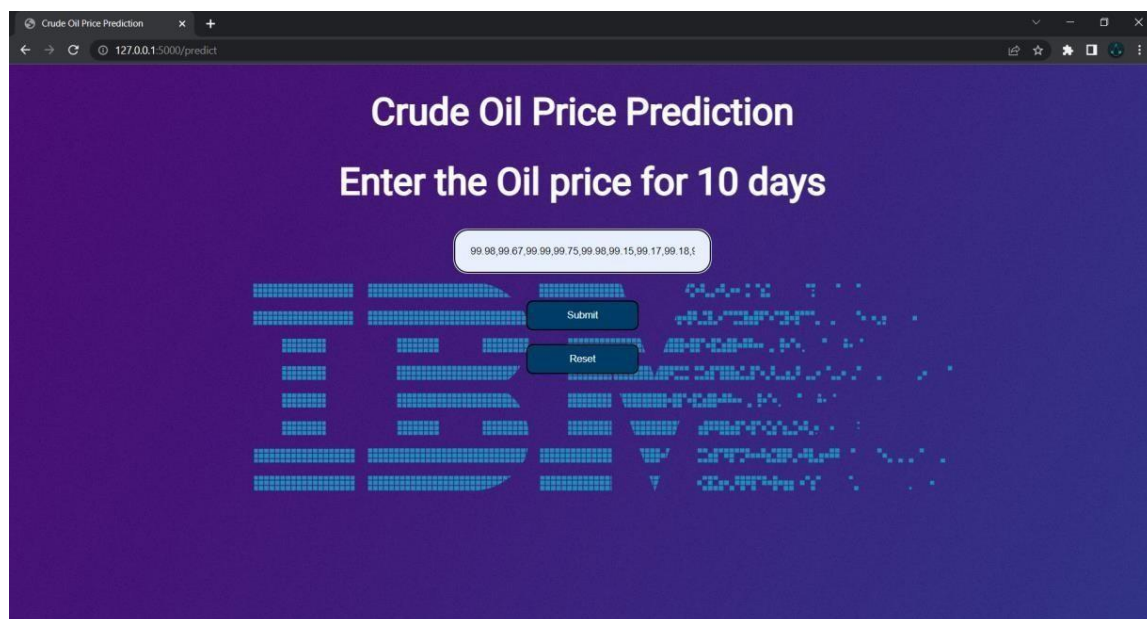 Crude Oil Price Prediction
127.0.0.1:5000/predict
Crude Oil Price Prediction
Enter the Oil price for 10 days
99.98,99.67,99.99,99.75,99.98,99.15,99.17,99.18,
Submit
Reset
IBM